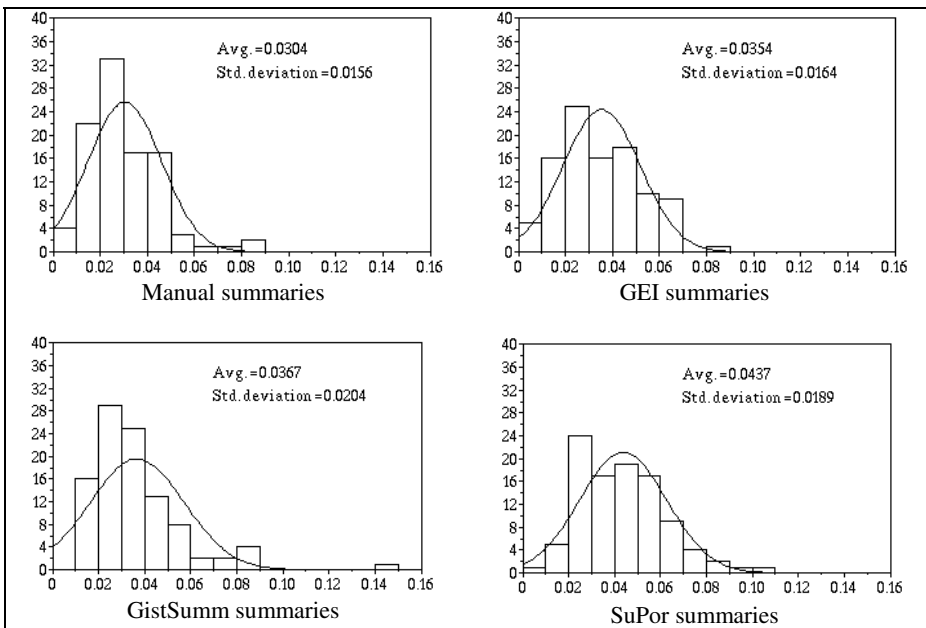 40
36
32
28
24
20
16
12
8
4
0
Avg.=0.0304
Std.deviation=0.0156
0 0.02 0.04 0.06 0.08 0.10 0.12 0.14 0.16
Manual summaries
40
36
32
28
24
20
16
12
8
4
0
Avg.=0.0354
Std.deviation=0.0164
0 0.02 0.04 0.06 0.08 0.10 0.12 0.14 0.16
GEI summaries
40
36
32
28
24
20
16
12
8
4
0
Avg.=0.0367
Std.deviation=0.0204
0 0.02 0.04 0.06 0.08 0.10 0.12 0.14 0.16
GistSumm summaries
40
36
32
28
24
20
16
12
8
4
0
Avg.=0.0437
Std.deviation=0.0189
0 0.02 0.04 0.06 0.08 0.10 0.12 0.14 0.16
SuPor summaries